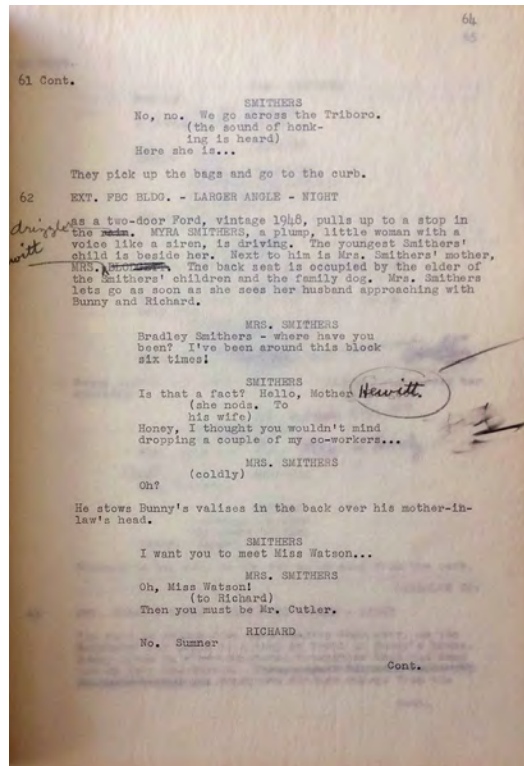 64
61 Cont.
SMITHERS
No, no. We go across the Triboro.
(the sound of honk-
ing is heard)
Here she is...
They pick up the bags and go to the curb.
62 EXT. FBC BLDG. - LARGER ANGLE - NIGHT
as a two-door Ford, vintage 1948, pulls up to a stop in
drizzle the rain. MYRA SMITHERS, a plump, little woman with a
voice like a siren, is driving. The youngest Smithers'
witt child is beside her. Next to him is Mrs. Smithers' mother,
MRS. The back seat is occupied by the elder of
the Smithers' children and the family dog. Mrs. Smithers
lets go as soon as she sees her husband approaching with
Bunny and Richard.
MRS. SMITHERS
Bradley Smithers - where have you
been? I've been around this block
six times!
SMITHERS
Is that a fact? Hello, Mother Hewitt.
(she nods. To
his wife)
Honey, I thought you wouldn't mind
dropping a couple of my co-workers...
MRS. SMITHERS
(coldly)
Oh?
He stows Bunny's valises in the back over his mother-in-
law's head.
SMITHERS
I want you to meet Miss Watson...
MRS. SMITHERS
Oh, Miss Watson!
(to Richard)
Then you must be Mr. Cutler.
RICHARD
No. Sumner
Cont.